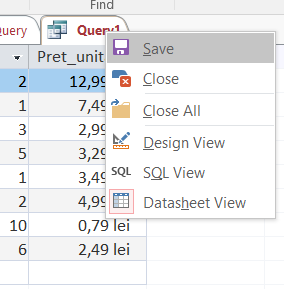 Find
Query
Query1
Pret_unit
2 12,99
1 7,49
3 2,99
5 3,29
1 3,49
2 4,99
10 0,79 lei
6 2,49 lei
Save
Close
Close All
Design View
SQL SQL View
Datasheet View